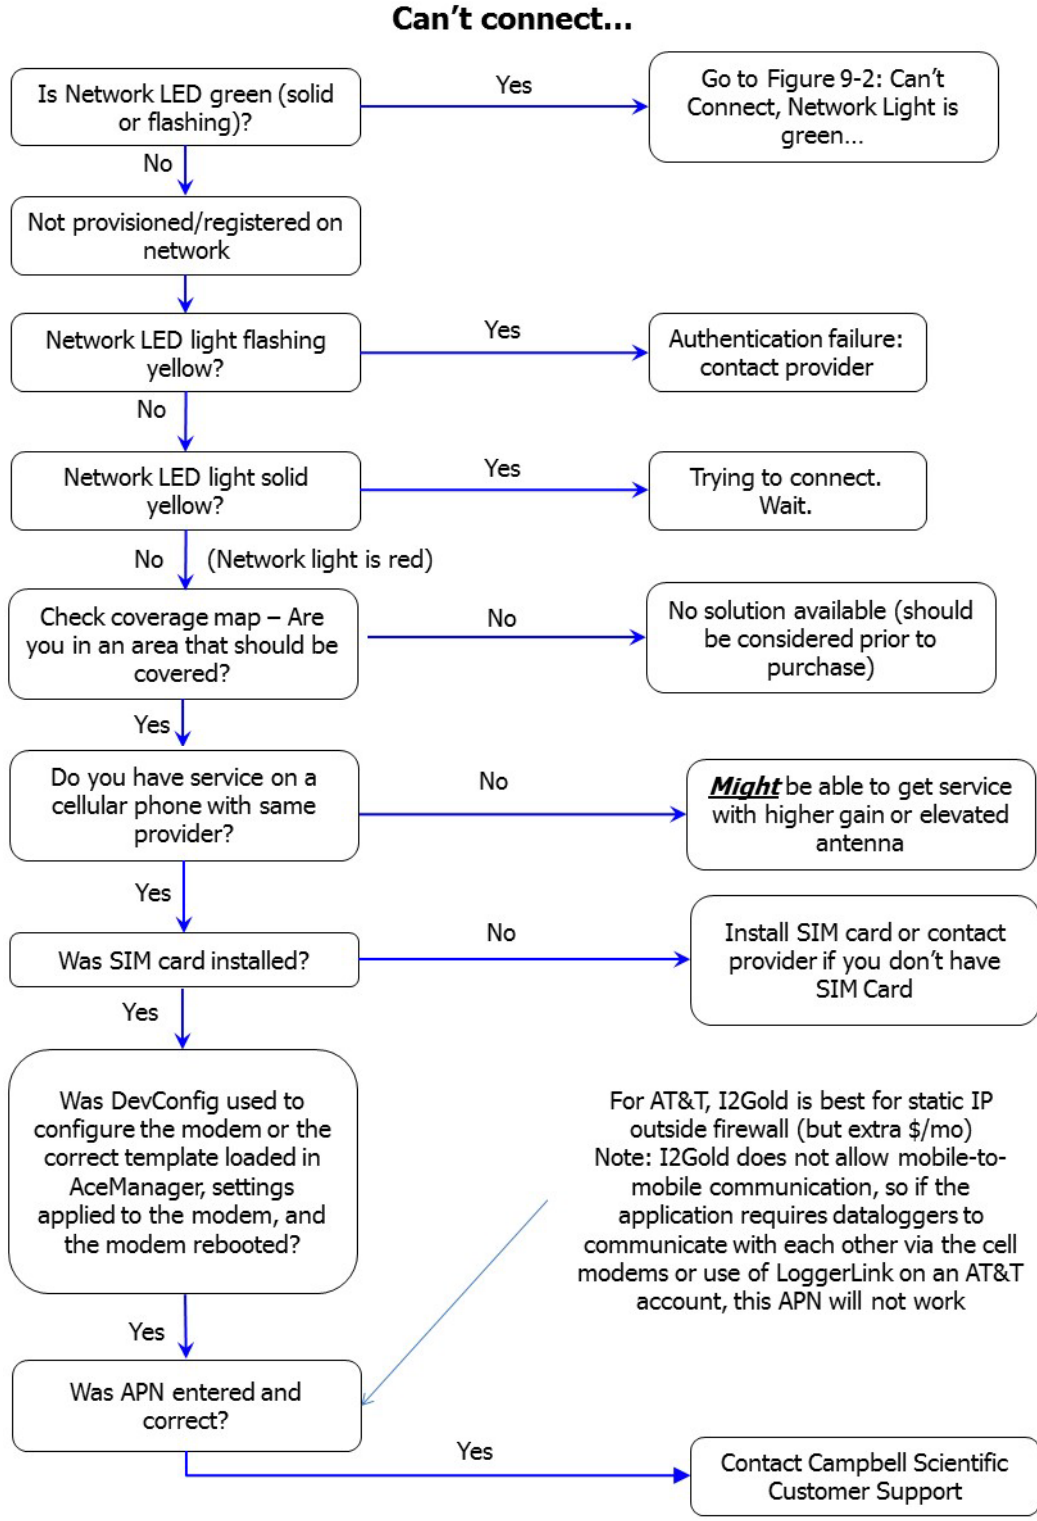 Can't connect...
Is Network LED green (solid
or flashing)?
Yes
Go to Figure 9-2: Can't
Connect, Network Light is
green...
No
Not provisioned/registered on
network
Network LED light flashing
yellow?
Yes
Authentication failure:
contact provider
No
Network LED light solid
yellow?
Yes
Trying to connect.
Wait.
No (Network light is red)
Check coverage map – Are
you in an area that should be
covered?
No
No solution available (should
be considered prior to
purchase)
Yes
Do you have service on a
cellular phone with same
provider?
No
Might be able to get service
with higher gain or elevated
antenna
Yes
Was SIM card installed?
No
Install SIM card or contact
provider if you don't have
SIM Card
Yes
Was DevConfig used to
configure the modem or the
correct template loaded in
AceManager, settings
applied to the modem, and
the modem rebooted?
For AT&T, I2Gold is best for static IP
outside firewall (but extra $/mo)
Note: I2Gold does not allow mobile-to-
mobile communication, so if the
application requires dataloggers to
communicate with each other via the cell
modems or use of LoggerLink on an AT&T
account, this APN will not work
Yes
Was APN entered and
correct?
Yes
Contact Campbell Scientific
Customer Support